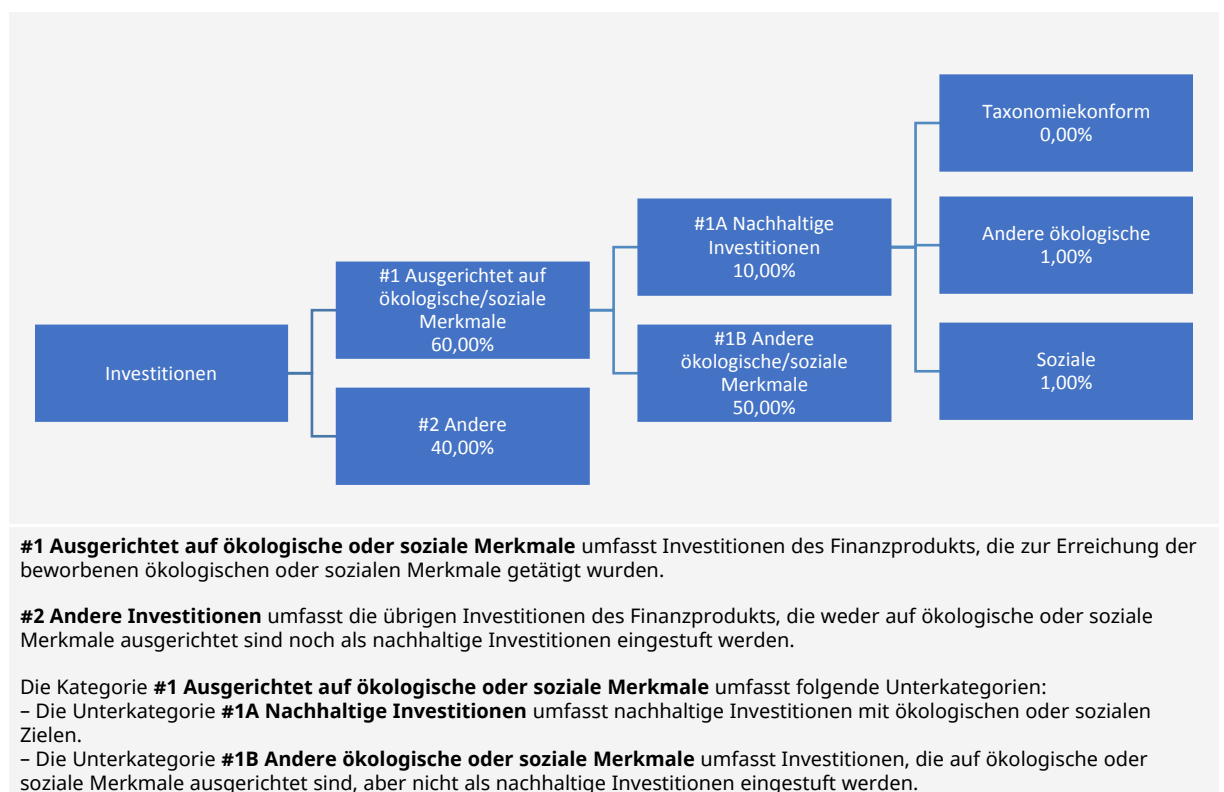 Investitionen
#1 Ausgerichtet auf
ökologische/soziale
Merkmale
60,00%
#2 Andere
40,00%
#1A Nachhaltige
Investitionen
10,00%
#1B Andere
ökologische/soziale
Merkmale
50,00%
Taxonomiekonform
0,00%
Andere ökologische
1,00%
Soziale
1,00%
#1 Ausgerichtet auf ökologische oder soziale Merkmale umfasst Investitionen des Finanzprodukts, die zur Erreichung der
beworbenen ökologischen oder sozialen Merkmale getätigt wurden.
#2 Andere Investitionen umfasst die übrigen Investitionen des Finanzprodukts, die weder auf ökologische oder soziale
Merkmale ausgerichtet sind noch als nachhaltige Investitionen eingestuft werden.
Die Kategorie #1 Ausgerichtet auf ökologische oder soziale Merkmale umfasst folgende Unterkategorien:
– Die Unterkategorie #1A Nachhaltige Investitionen umfasst nachhaltige Investitionen mit ökologischen oder sozialen
Zielen.
– Die Unterkategorie #1B Andere ökologische oder soziale Merkmale umfasst Investitionen, die auf ökologische oder
soziale Merkmale ausgerichtet sind, aber nicht als nachhaltige Investitionen eingestuft werden.